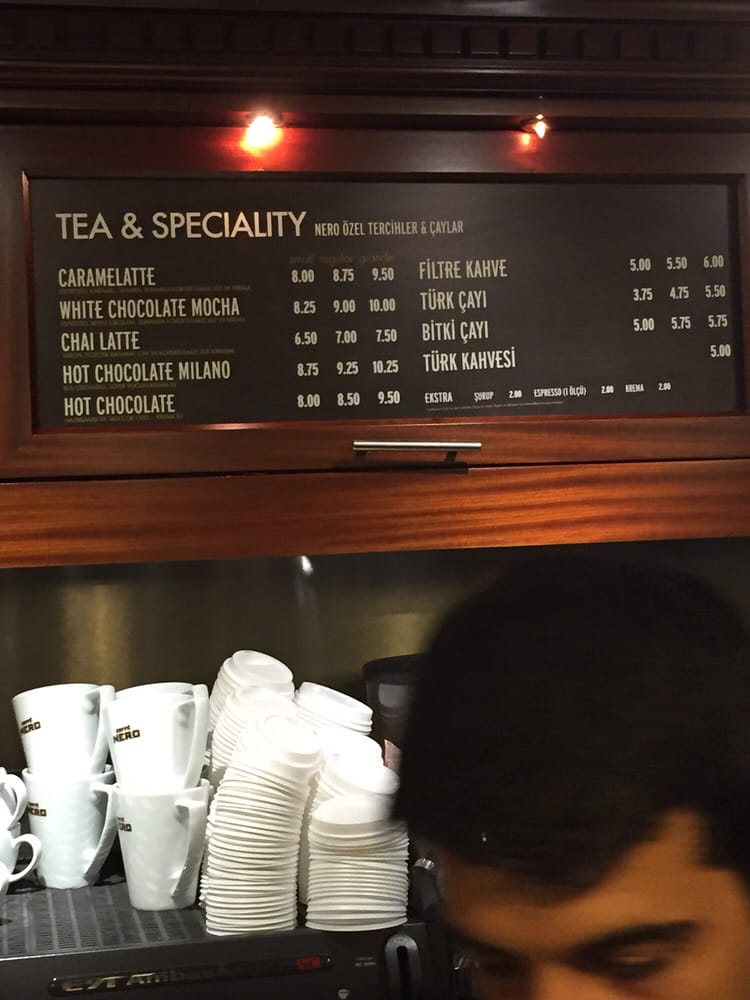 TEA & SPECIALITY NERO ÖZEL TERCİHLER & ÇAYLAR
small regular grande
CARAMELATTE 8.00 8.75 9.50
WHITE CHOCOLATE MOCHA 8.25 9.00 10.00
CHAI LATTE 6.50 7.00 7.50
HOT CHOCOLATE MILANO 8.75 9.25 10.25
HOT CHOCOLATE 8.00 8.50 9.50
FİLTRE KAHVE 5.00 5.50 6.00
TÜRK ÇAYI 3.75 4.75 5.50
BİTKİ ÇAYI 5.00 5.75 5.75
TÜRK KAHVESİ 5.00
EKSTRA ŞURUP 2.00 ESPRESSO (1 ÖLÇÜ) 2.00 KREMA 2.00
CAFFÈ
NERO
CAFFÈ
NERO